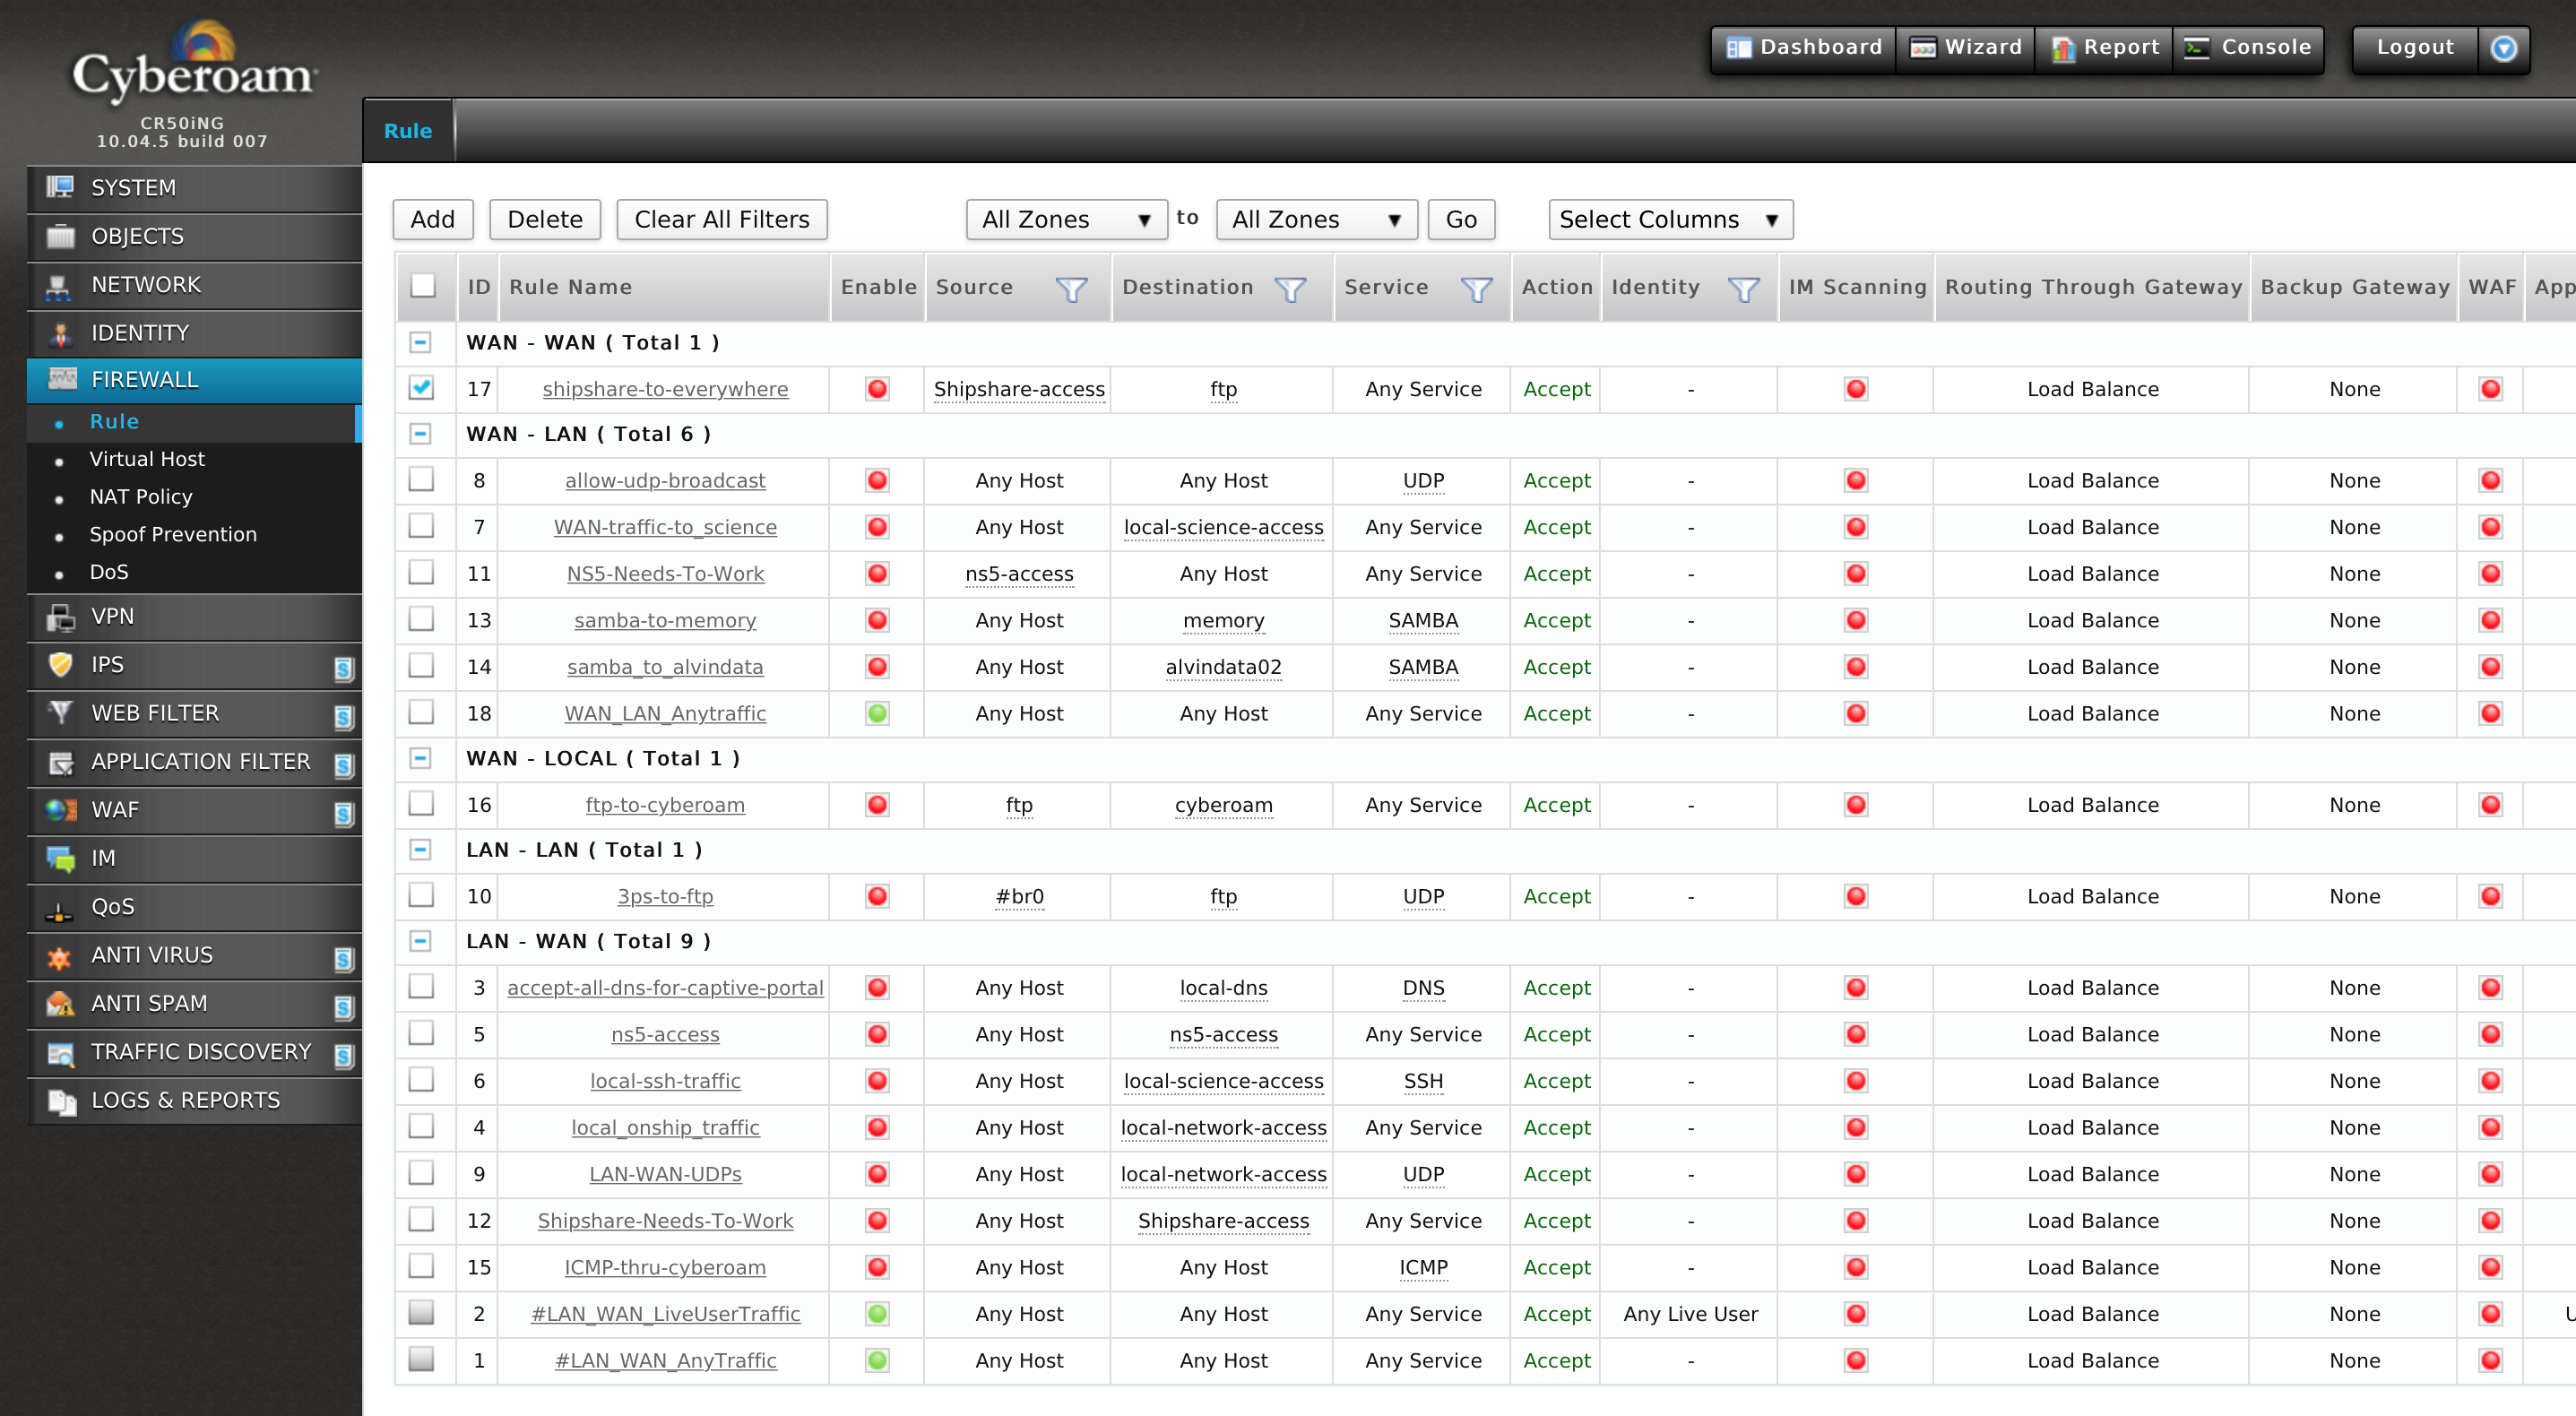 Cyberoam
CR50iNG
10.04.5 build 007
Dashboard Wizard Report Console Logout
Rule
SYSTEM
OBJECTS
NETWORK
IDENTITY
FIREWALL
Rule
Virtual Host
NAT Policy
Spoof Prevention
DoS
VPN
IPS
WEB FILTER
APPLICATION FILTER
WAF
IM
QoS
ANTI VIRUS
ANTI SPAM
TRAFFIC DISCOVERY
LOGS & REPORTS
Add Delete Clear All Filters All Zones to All Zones Go Select Columns
ID Rule Name Enable Source Destination Service Action Identity IM Scanning Routing Through Gateway Backup Gateway WAF App
WAN - WAN ( Total 1 )
17 shipshare-to-everywhere Shipshare-access ftp Any Service Accept - Load Balance None
WAN - LAN ( Total 6 )
8 allow-udp-broadcast Any Host Any Host UDP Accept - Load Balance None
7 WAN-traffic-to_science Any Host local-science-access Any Service Accept - Load Balance None
11 NS5-Needs-To-Work ns5-access Any Host Any Service Accept - Load Balance None
13 samba-to-memory Any Host memory SAMBA Accept - Load Balance None
14 samba_to_alvindata Any Host alvindata02 SAMBA Accept - Load Balance None
18 WAN_LAN_Anytraffic Any Host Any Host Any Service Accept - Load Balance None
WAN - LOCAL ( Total 1 )
16 ftp-to-cyberoam ftp cyberoam Any Service Accept - Load Balance None
LAN - LAN ( Total 1 )
10 3ps-to-ftp #br0 ftp UDP Accept - Load Balance None
LAN - WAN ( Total 9 )
3 accept-all-dns-for-captive-portal Any Host local-dns DNS Accept - Load Balance None
5 ns5-access Any Host ns5-access Any Service Accept - Load Balance None
6 local-ssh-traffic Any Host local-science-access SSH Accept - Load Balance None
4 local_onship_traffic Any Host local-network-access Any Service Accept - Load Balance None
9 LAN-WAN-UDPs Any Host local-network-access UDP Accept - Load Balance None
12 Shipshare-Needs-To-Work Any Host Shipshare-access Any Service Accept - Load Balance None
15 ICMP-thru-cyberoam Any Host Any Host ICMP Accept - Load Balance None
2 #LAN_WAN_LiveUserTraffic Any Host Any Host Any Service Accept Any Live User Load Balance None U
1 #LAN_WAN_AnyTraffic Any Host Any Host Any Service Accept - Load Balance None